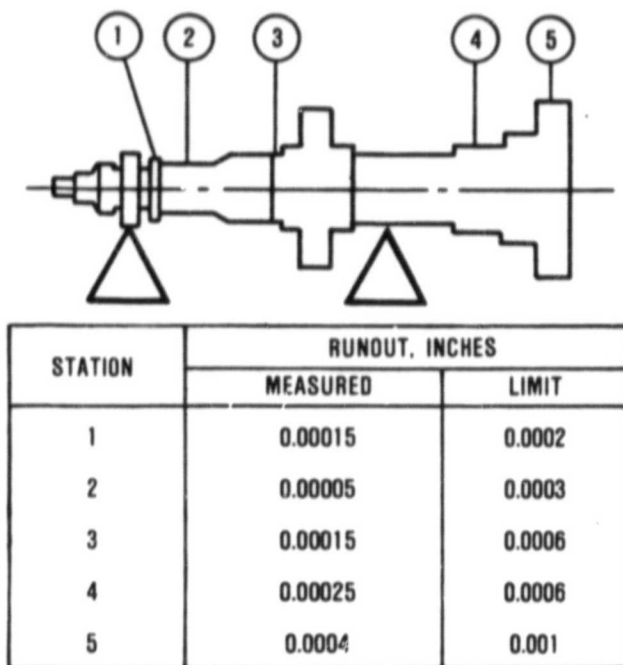 1 2 3 4 5
STATION RUNOUT, INCHES
MEASURED LIMIT
1 0.00015 0.0002
2 0.00005 0.0003
3 0.00015 0.0006
4 0.00025 0.0006
5 0.0004 0.001